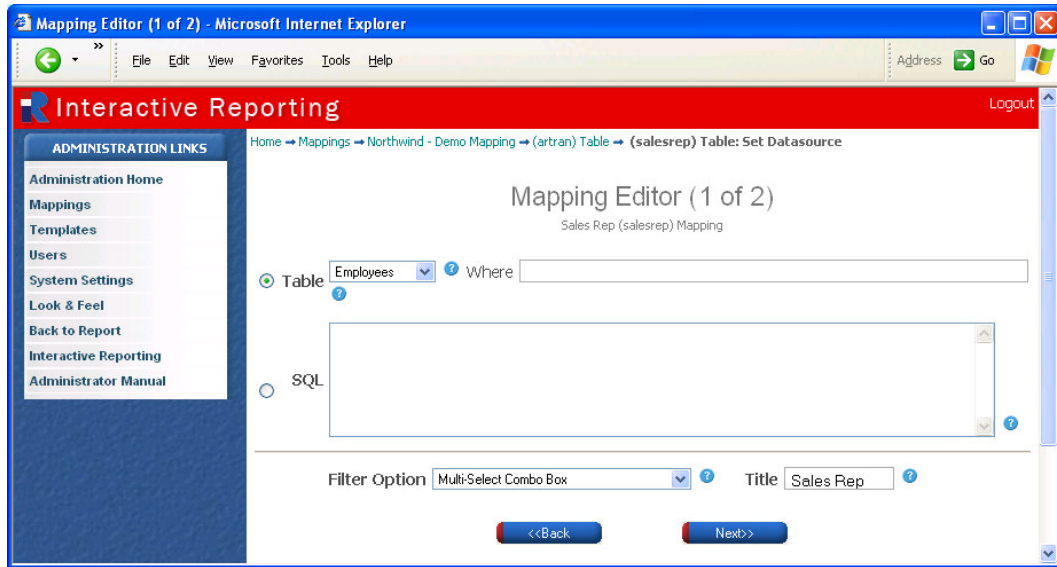 Mapping Editor (1 of 2) - Microsoft Internet Explorer
» File Edit View Favorites Tools Help Address Go
Interactive Reporting Logout
ADMINISTRATION LINKS
Administration Home
Mappings
Templates
Users
System Settings
Look & Feel
Back to Report
Interactive Reporting
Administrator Manual
Home → Mappings → Northwind - Demo Mapping → (artran) Table → (salesrep) Table: Set Datasource
Mapping Editor (1 of 2)
Sales Rep (salesrep) Mapping
Table Employees ? Where
?
SQL
?
Filter Option Multi-Select Combo Box ? Title Sales Rep ?
<<Back Next>>